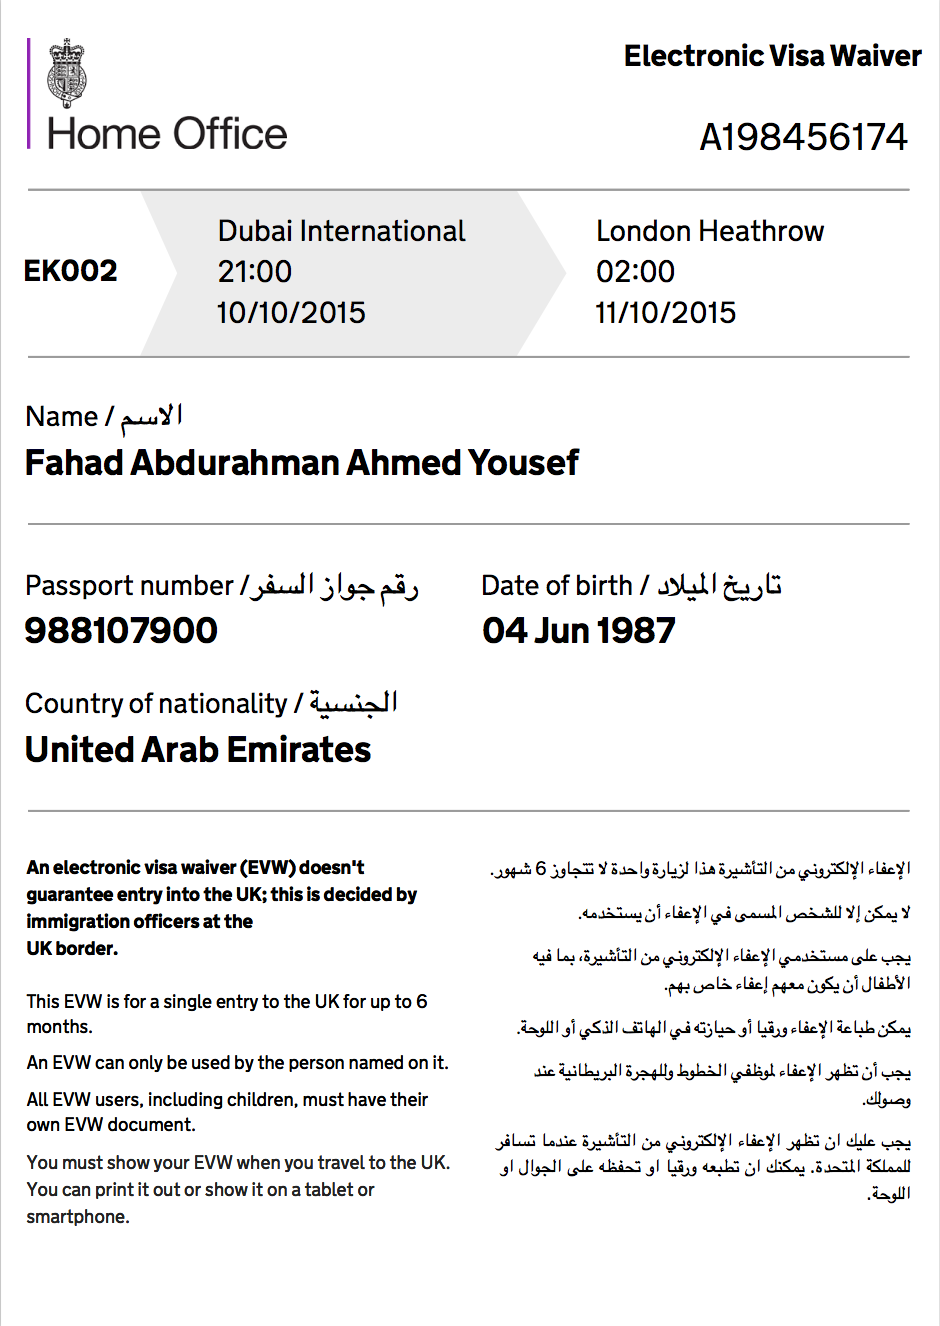 Home Office
Electronic Visa Waiver
A198456174
EK002
Dubai International
21:00
10/10/2015
London Heathrow
02:00
11/10/2015
Name / الاسم
Fahad Abdurahman Ahmed Yousef
Passport number / رقم جواز السفر
988107900
Date of birth / تاريخ الميلاد
04 Jun 1987
Country of nationality / الجنسية
United Arab Emirates
An electronic visa waiver (EVW) doesn't
guarantee entry into the UK; this is decided by
immigration officers at the
UK border.
This EVW is for a single entry to the UK for up to 6
months.
An EVW can only be used by the person named on it.
All EVW users, including children, must have their
own EVW document.
You must show your EVW when you travel to the UK.
You can print it out or show it on a tablet or
smartphone.
الإعفاء الإلكتروني من التأشيرة هذا لزيارة واحدة لا تتجاوز 6 شهور.
لا يمكن إلا للشخص المسمى في الإعفاء أن يستخدمه.
يجب على مستخدمي الإعفاء الإلكتروني من التأشيرة، بما فيه
الأطفال أن يكون معهم إعفاء خاص بهم.
يمكن طباعة الإعفاء ورقيا أو حيازته في الهاتف الذكي أو اللوحة.
يجب أن تظهر الإعفاء لموظفي الخطوط وللهجرة البريطانية عند
وصولك.
يجب عليك ان تظهر الإعفاء الإلكتروني من التأشيرة عندما تسافر
للمملكة المتحدة. يمكنك ان تطبعه ورقيا او تحفظه على الجوال او
اللوحة.